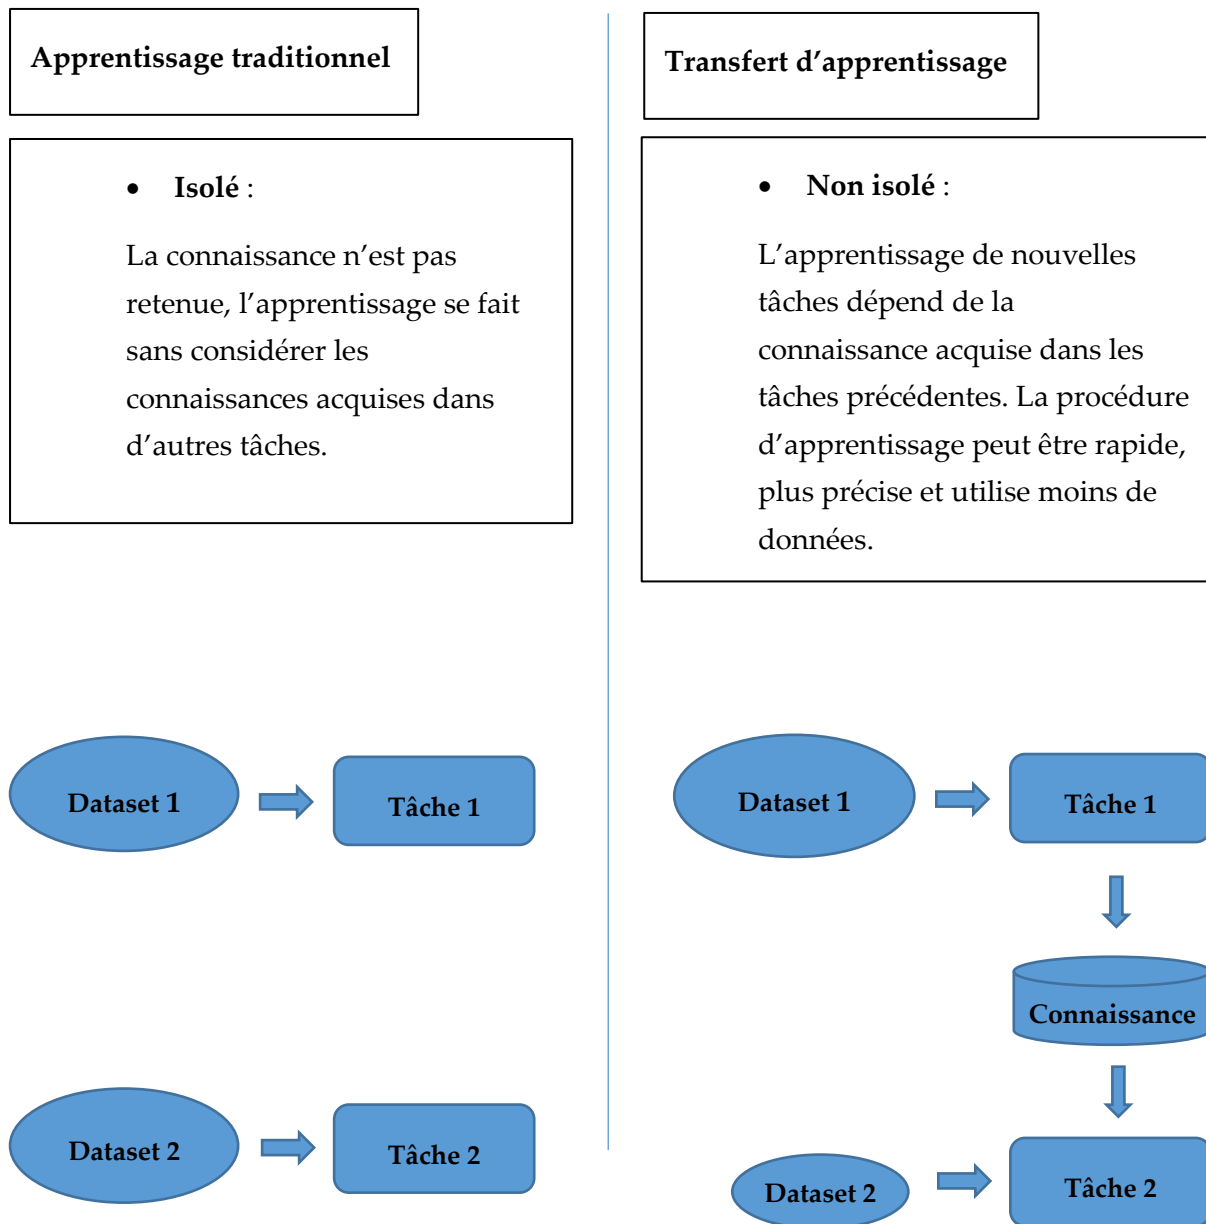 Apprentissage traditionnel
• Isolé :
La connaissance n’est pas
retenue, l’apprentissage se fait
sans considérer les
connaissances acquises dans
d’autres tâches.
Dataset 1
Tâche 1
Dataset 2
Tâche 2
Transfert d’apprentissage
• Non isolé :
L’apprentissage de nouvelles
tâches dépend de la
connaissance acquise dans les
tâches précédentes. La procédure
d’apprentissage peut être rapide,
plus précise et utilise moins de
données.
Dataset 1
Tâche 1
Connaissance
Dataset 2
Tâche 2